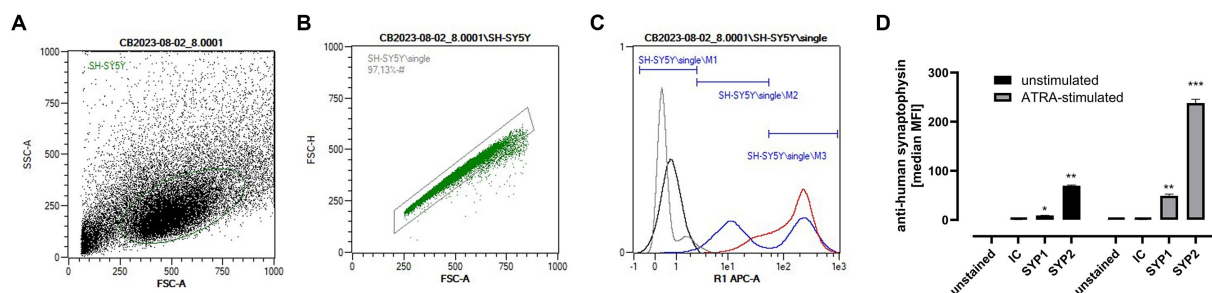 A
CB2023-08-02_8.0001
SH-SY5Y
1000
750
500
250
0
SSC-A
0
250
500
750
1000
FSC-A
B
CB2023-08-02_8.0001\SH-SY5Y
SH-SY5Y\single
97,13%-#
1000
750
500
250
0
FSC-H
0
250
500
750
1000
FSC-A
C
CB2023-08-02_8.0001\SH-SY5Y\single
1
0
SH-SY5Y\single\M1
SH-SY5Y\single\M2
SH-SY5Y\single\M3
-1
0
1
1e1
1e2
1e3
R1 APC-A
D
anti-human synaptophysin
[median MFI]
300
200
100
0
unstimulated
ATRA-stimulated
*
**
**
***
unstained
IC
SYP1
SYP2
unstained
IC
SYP1
SYP2